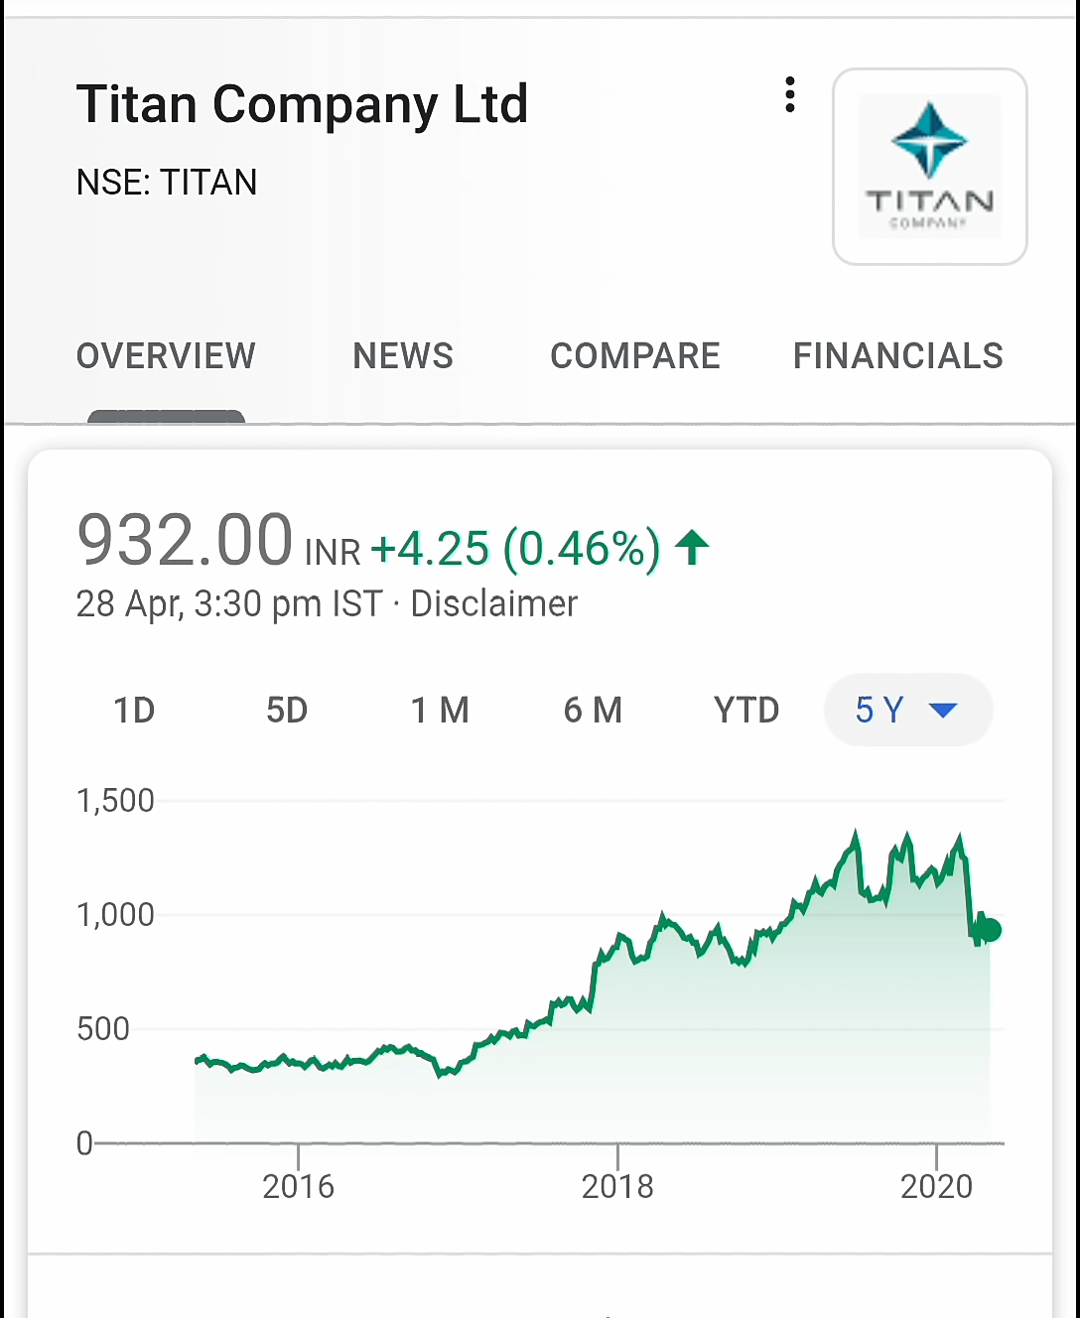 Titan Company Ltd
NSE: TITAN
TITAN
COMPANY
OVERVIEW NEWS COMPARE FINANCIALS
932.00 INR +4.25 (0.46%)
28 Apr, 3:30 pm IST · Disclaimer
1D 5D 1 M 6 M YTD 5 Y
1,500
1,000
500
0
2016 2018 2020